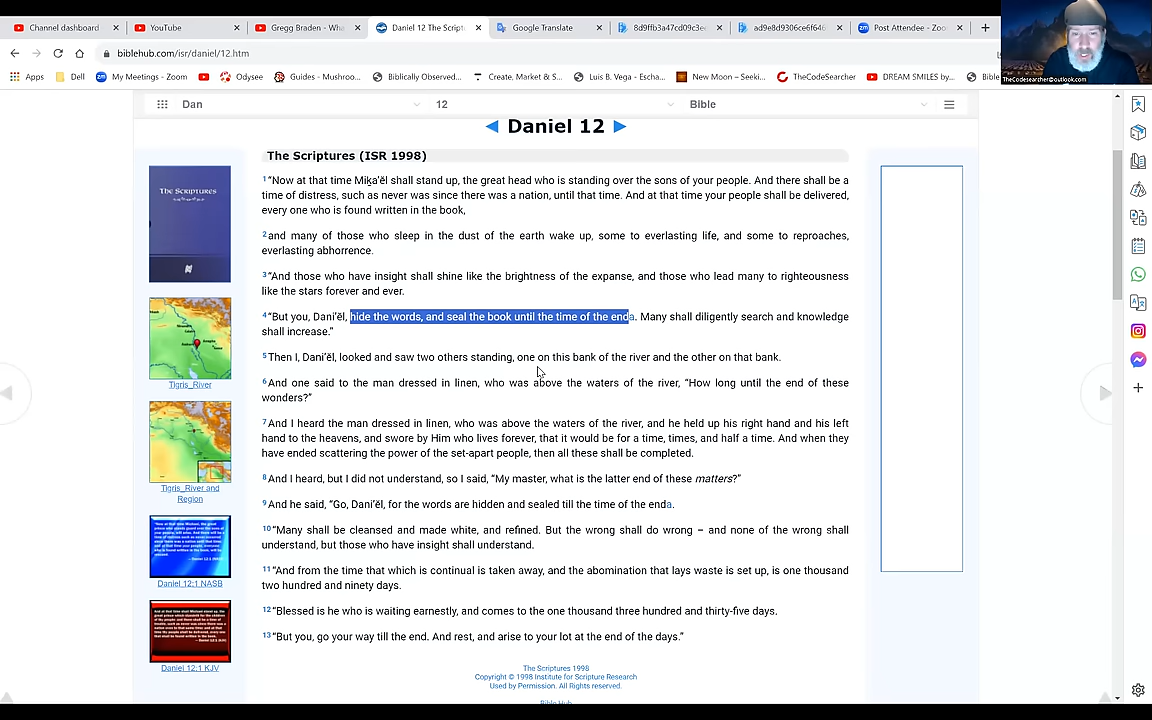 Channel dashboard
YouTube
Gregg Braden - Wha
Daniel 12 The Script
Google Translate
8d9ffb3a47cd09c3e
ad9e8d9306ce6f646
Post Attendee - Zoo
biblehub.com/isr/daniel/12.htm
Apps
Dell
My Meetings - Zoom
Odysee
Guides - Mushroo...
Biblically Observed...
Create, Market & S...
Luis B. Vega - Escha...
New Moon – Seeki...
TheCodeSearcher
DREAM SMILES by...
Bible
TheCodesearcher@outlook.com
Dan
12
Bible
Daniel 12
The Scriptures (ISR 1998)
THE SCRIPTURES
1“Now at that time Miḵa’ĕl shall stand up, the great head who is standing over the sons of your people. And there shall be a
time of distress, such as never was since there was a nation, until that time. And at that time your people shall be delivered,
every one who is found written in the book,
2and many of those who sleep in the dust of the earth wake up, some to everlasting life, and some to reproaches,
everlasting abhorrence.
3“And those who have insight shall shine like the brightness of the expanse, and those who lead many to righteousness
like the stars forever and ever.
4“But you, Dani’ĕl, hide the words, and seal the book until the time of the enda. Many shall diligently search and knowledge
shall increase.”
5Then I, Dani’ĕl, looked and saw two others standing, one on this bank of the river and the other on that bank.
6And one said to the man dressed in linen, who was above the waters of the river, “How long until the end of these
wonders?”
7And I heard the man dressed in linen, who was above the waters of the river, and he held up his right hand and his left
hand to the heavens, and swore by Him who lives forever, that it would be for a time, times, and half a time. And when they
have ended scattering the power of the set-apart people, then all these shall be completed.
8And I heard, but I did not understand, so I said, “My master, what is the latter end of these matters?”
9And he said, “Go, Dani’ĕl, for the words are hidden and sealed till the time of the enda.
10“Many shall be cleansed and made white, and refined. But the wrong shall do wrong – and none of the wrong shall
understand, but those who have insight shall understand.
11“And from the time that which is continual is taken away, and the abomination that lays waste is set up, is one thousand
two hundred and ninety days.
12“Blessed is he who is waiting earnestly, and comes to the one thousand three hundred and thirty-five days.
13“But you, go your way till the end. And rest, and arise to your lot at the end of the days.”
Tigris_River
Tigris_River and
Region
Daniel 12:1 NASB
Daniel 12:1 KJV
The Scriptures 1998
Copyright © 1998 Institute for Scripture Research
Used by Permission. All Rights reserved.
Bible Hub